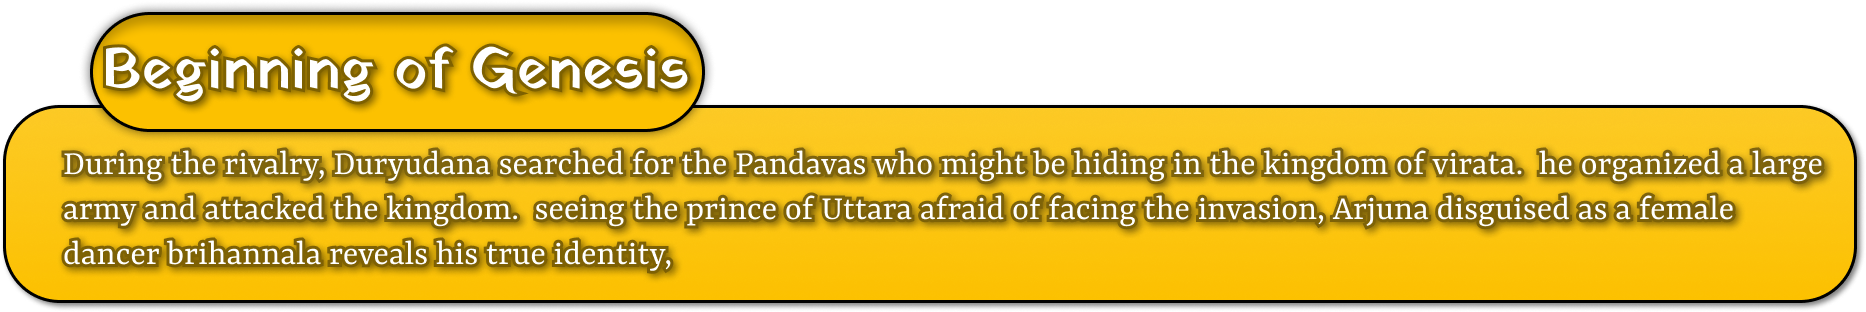 Beginning of Genesis
During the rivalry, Duryudana searched for the Pandavas who might be hiding in the kingdom of virata.  he organized a large
army and attacked the kingdom.  seeing the prince of Uttara afraid of facing the invasion, Arjuna disguised as a female
dancer brihannala reveals his true identity,